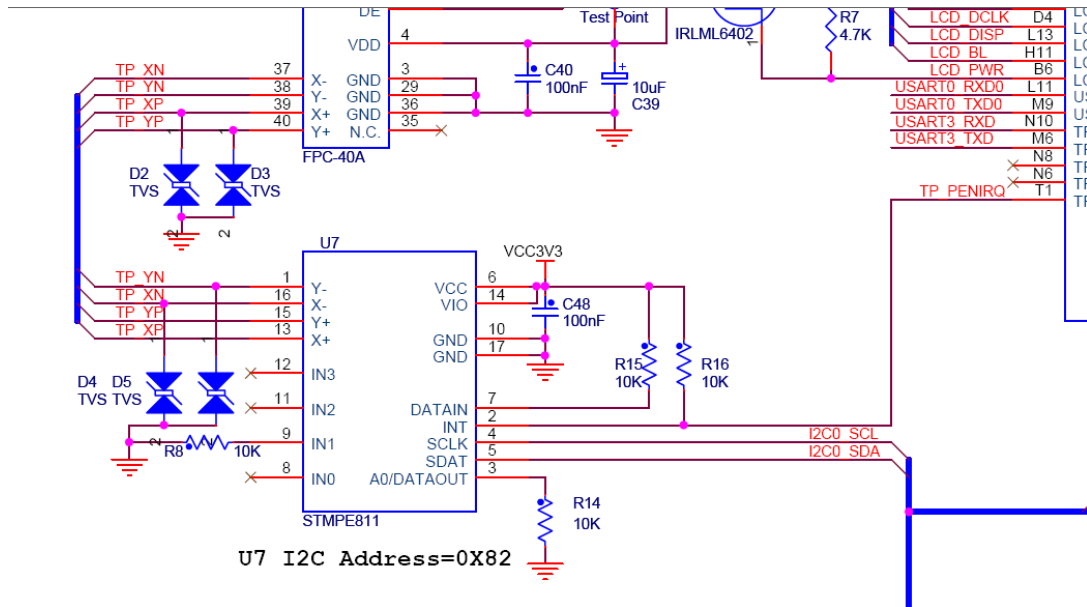 DE
Test Point
IRLML6402
1
R7
4.7K
LCD_DCLK D4
LCD_DISP L13
LCD_BL H11
LCD_PWR B6
USART0_RXD0 L11
USART0_TXD0 M9
USART3_RXD N10
USART3_TXD M6
N8
N6
TP_PENIRQ T1
VDD 4
C40
100nF
10uF
C39
+
TP_XN 37 X- GND 3
TP_YN 38 Y- GND 29
TP_XP 39 X+ GND 36
TP_YP 40 Y+ N.C. 35
FPC-40A
1 1
D2
TVS
D3
TVS
2 2
U7
VCC3V3
TP_YN 1 Y- VCC 6
TP_XN 16 X- VIO 14
TP_YP 15 Y+ GND 10
TP_XP 13 X+ GND 17
C48
100nF
1 1
12 IN3
11 IN2
9 IN1
8 IN0
D4
TVS
D5
TVS
2
R8
10K
DATAIN 7
INT 2
SCLK 4
SDAT 5
A0/DATAOUT 3
R15
10K
R16
10K
I2C0_SCL
I2C0_SDA
R14
10K
STMPE811
U7 I2C Address=0X82